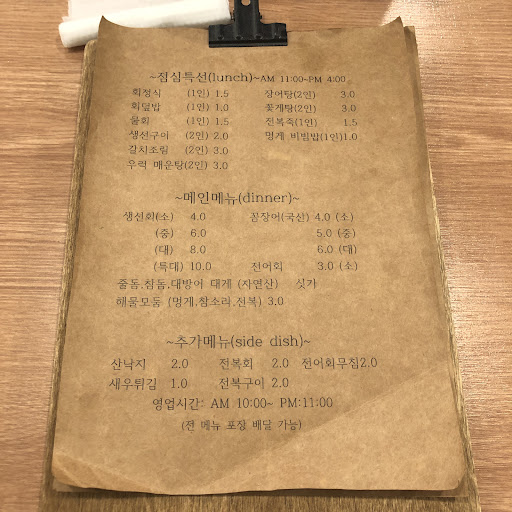 ~점심특선(lunch)~AM 11:00~PM 4:00
회정식 (1인) 1.5 장어탕(2인) 3.0
회덮밥 (1인) 1.0 꽃게탕(2인) 3.0
물회 (1인) 1.5 전복죽(1인) 1.5
생선구이 (2인) 2.0 멍게 비빔밥(1인)1.0
갈치조림 (2인) 3.0
우럭 매운탕(2인) 3.0
~메인메뉴(dinner)~
생선회(소) 4.0 꼼장어(국산) 4.0 (소)
(중) 6.0 5.0 (중)
(대) 8.0 6.0 (대)
(특대) 10.0 전어회 3.0 (소)
줄돔.참돔.대방어 대게 (자연산) 싯가
해물모둠 (멍게.참소라.전복) 3.0
~추가메뉴(side dish)~
산낙지 2.0 전복회 2.0 전어회무침2.0
새우튀김 1.0 전복구이 2.0
영업시간: AM 10:00~ PM:11:00
(전 메뉴 포장 배달 가능)